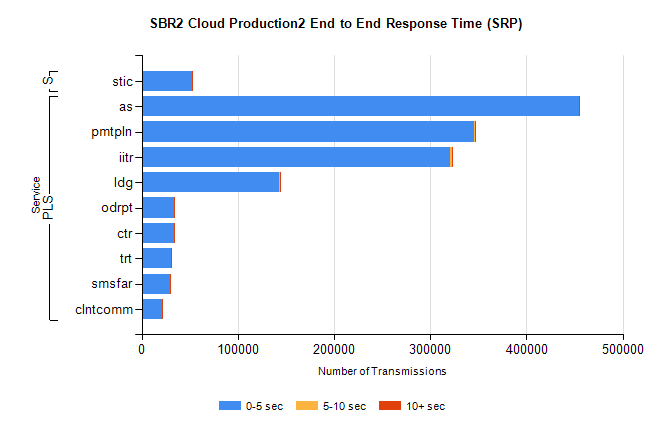 SBR2 Cloud Production2 End to End Response Time (SRP)
S
stic
Service
PLS
as
pmtpln
iitr
ldg
odrpt
ctr
trt
smsfar
clntcomm
0
100000
200000
300000
400000
500000
Number of Transmissions
0-5 sec
5-10 sec
10+ sec